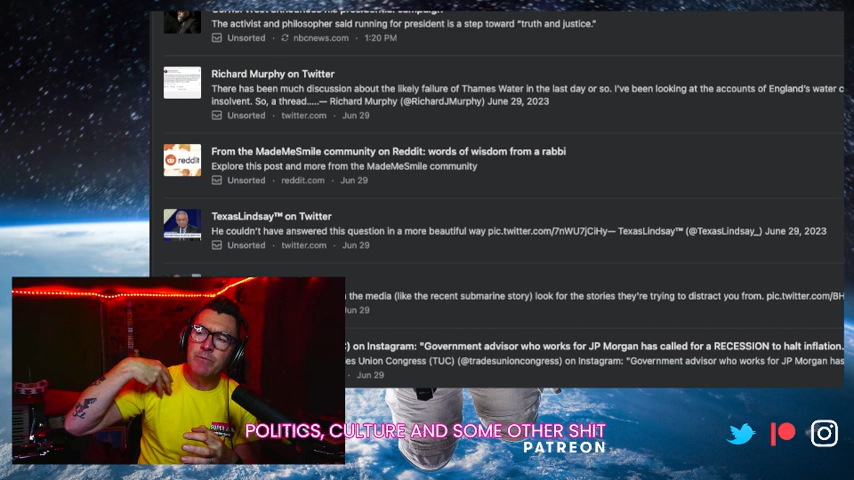 The activist and philosopher said running for president is a step toward "truth and justice."
Unsorted · nbcnews.com · 1:20 PM
Richard Murphy on Twitter
There has been much discussion about the likely failure of Thames Water in the last day or so. I've been looking at the accounts of England's water c
insolvent. So, a thread.....— Richard Murphy (@RichardJMurphy) June 29, 2023
Unsorted · twitter.com · Jun 29
From the MadeMeSmile community on Reddit: words of wisdom from a rabbi
reddit
Explore this post and more from the MadeMeSmile community
Unsorted · reddit.com · Jun 29
TexasLindsay™ on Twitter
He couldn't have answered this question in a more beautiful way pic.twitter.com/7nWU7jCiHy— TexasLindsay™ (@TexasLindsay_) June 29, 2023
Unsorted · twitter.com · Jun 29
the media (like the recent submarine story) look for the stories they're trying to distract you from. pic.twitter.com/BH
) on Instagram: "Government advisor who works for JP Morgan has called for a RECESSION to halt inflation.
es Union Congress (TUC) (@tradesunioncongress) on Instagram: "Government advisor who works for JP Morgan has
· Jun 29
POLITICS, CULTURE AND SOME OTHER SHIT
PATREON